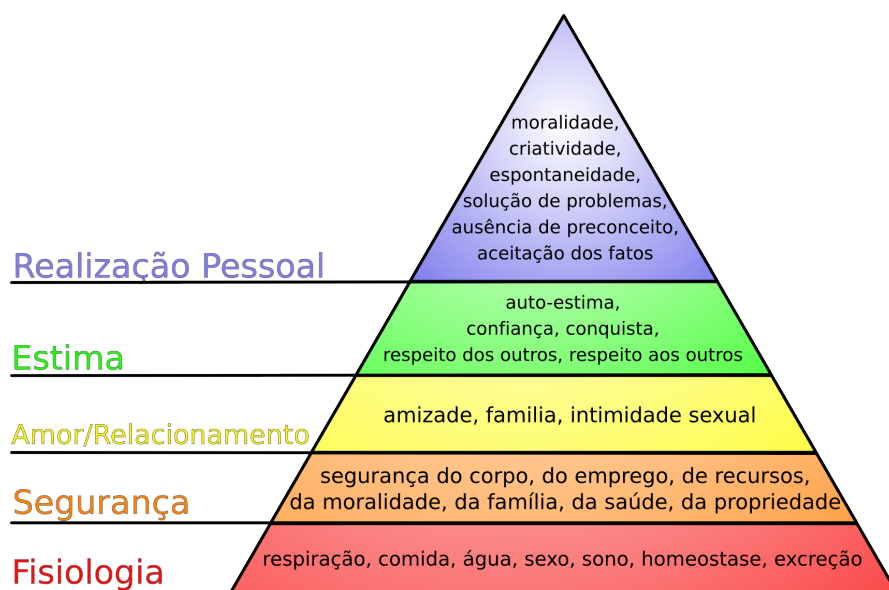 moralidade,
criatividade,
espontaneidade,
solução de problemas,
ausência de preconceito,
aceitação dos fatos
Realização Pessoal
auto-estima,
confiança, conquista,
respeito dos outros, respeito aos outros
Estima
amizade, familia, intimidade sexual
Amor/Relacionamento
segurança do corpo, do emprego, de recursos,
da moralidade, da família, da saúde, da propriedade
Segurança
respiração, comida, água, sexo, sono, homeostase, excreção
Fisiologia